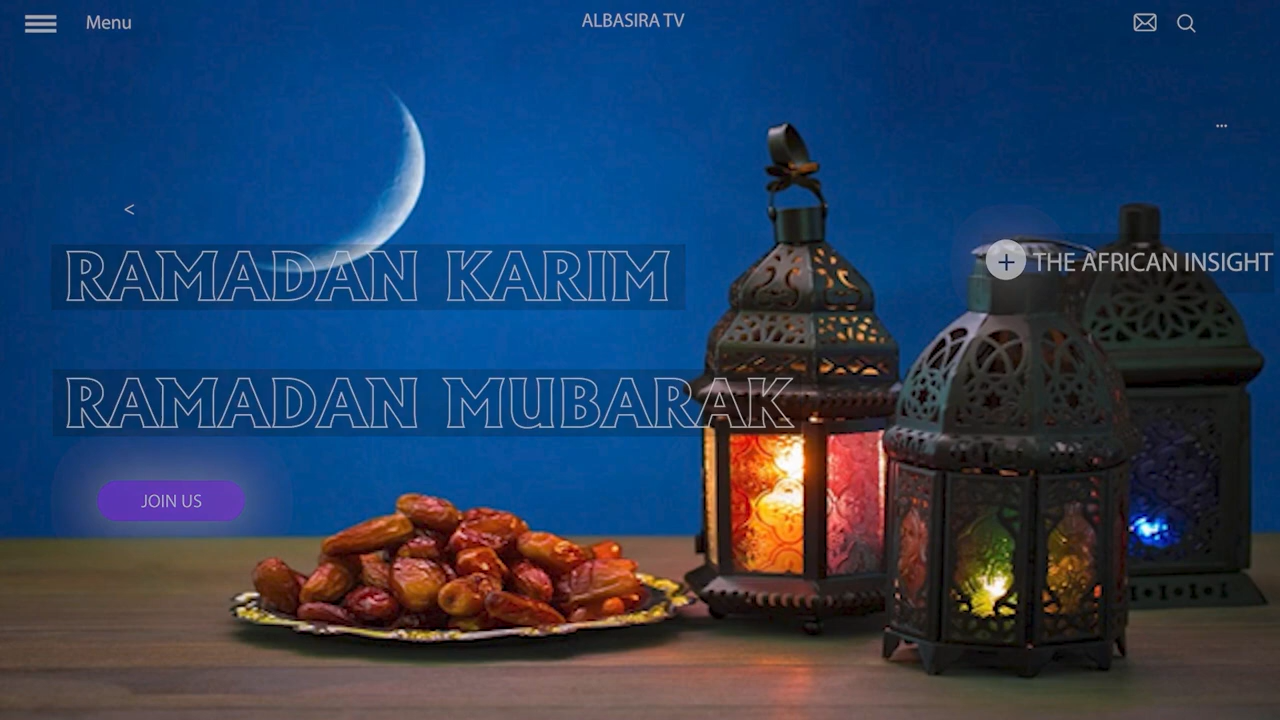 Menu
ALBASIRA TV
...
<
RAMADAN KARIM
+ THE AFRICAN INSIGHT
RAMADAN MUBARAK
JOIN US